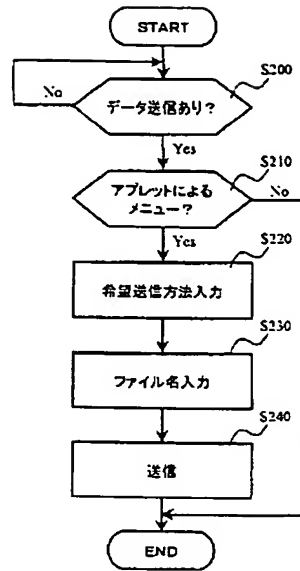 START
S200
No
データ送信あり?
Yes
S210
アプレットによる
メニュー?
No
Yes
S220
希望送信方法入力
S230
ファイル名入力
S240
送信
END